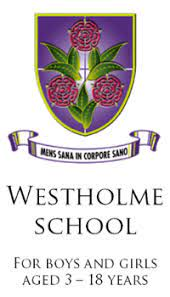 MENS SANA IN CORPORE SANO
WESTHOLME
SCHOOL
FOR BOYS AND GIRLS
AGED 3 – 18 YEARS